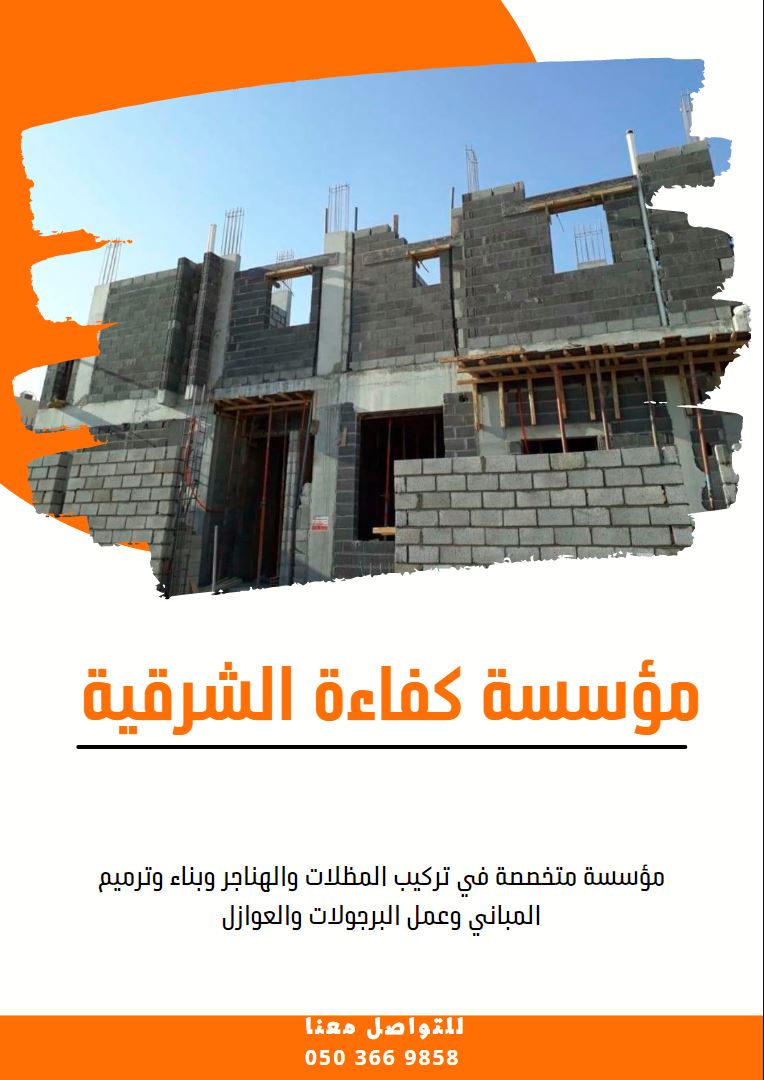 مؤسسة كفاءة الشرقية
مؤسسة متخصصة في تركيب المظلات والهناجر وبناء وترميم
المباني وعمل البرجولات والعوازل
للتواصل معنا
050 366 9858